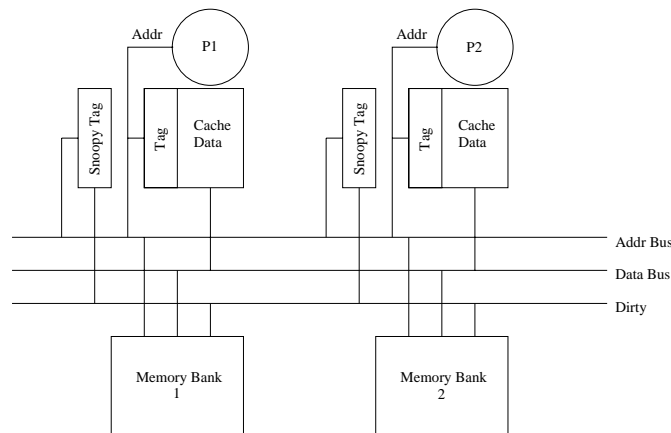 Addr
P1
Addr
P2
Snoopy Tag
Tag
Cache
Data
Snoopy Tag
Tag
Cache
Data
Addr Bus
Data Bus
Dirty
Memory Bank
1
Memory Bank
2